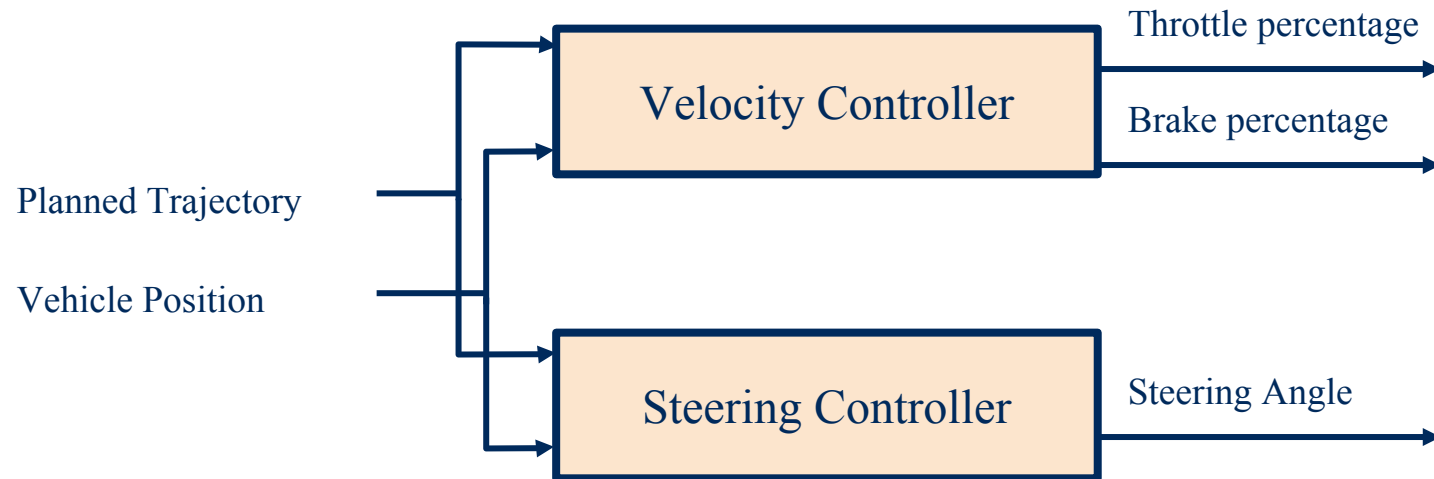 Throttle percentage
Velocity Controller
Brake percentage
Planned Trajectory
Vehicle Position
Steering Controller
Steering Angle